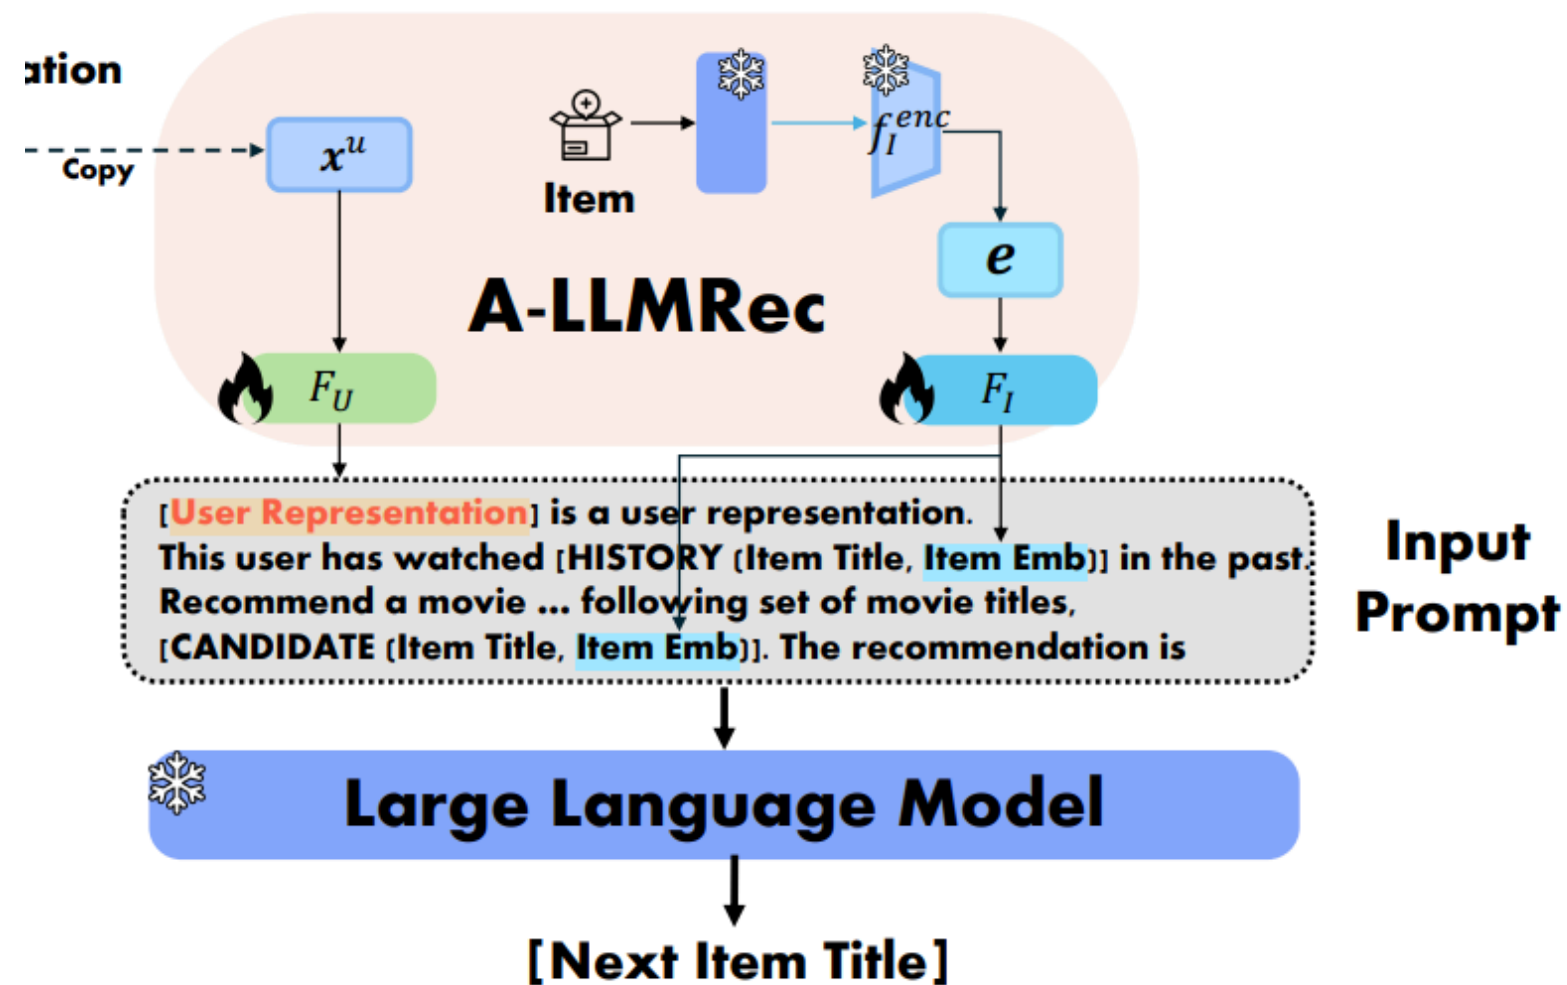 Copy
x^u
Item
f_I^{enc}
e
A-LLMRec
F_U
F_I
[User Representation] is a user representation.
This user has watched [HISTORY (Item Title, Item Emb)] in the past.
Recommend a movie ... following set of movie titles,
[CANDIDATE (Item Title, Item Emb)]. The recommendation is
Input
Prompt
Large Language Model
[Next Item Title]